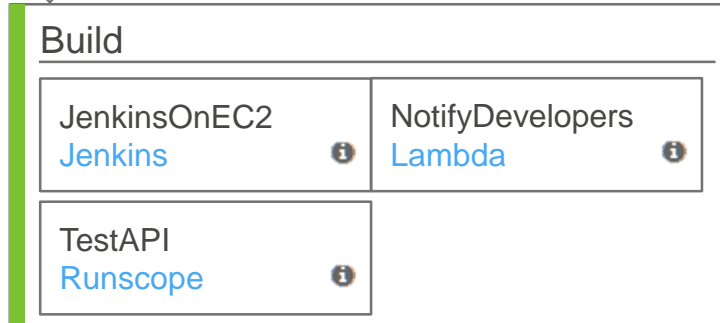 Build
JenkinsOnEC2
Jenkins
NotifyDevelopers
Lambda
TestAPI
Runscope